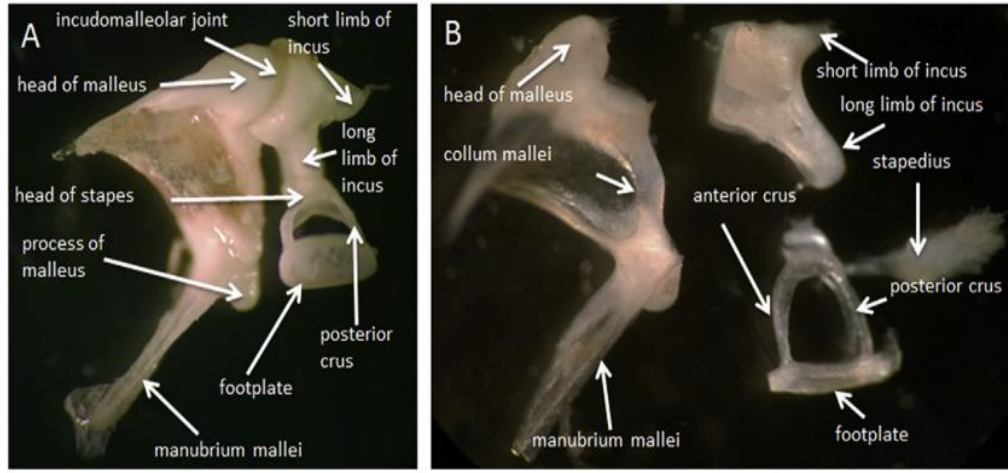 A
incudomalleolar joint
short limb of
incus
head of malleus
long
limb of
incus
head of stapes
process of
malleus
posterior
crus
footplate
manubrium mallei
B
head of malleus
short limb of incus
long limb of incus
collum mallei
stapedius
anterior crus
posterior crus
manubrium mallei
footplate